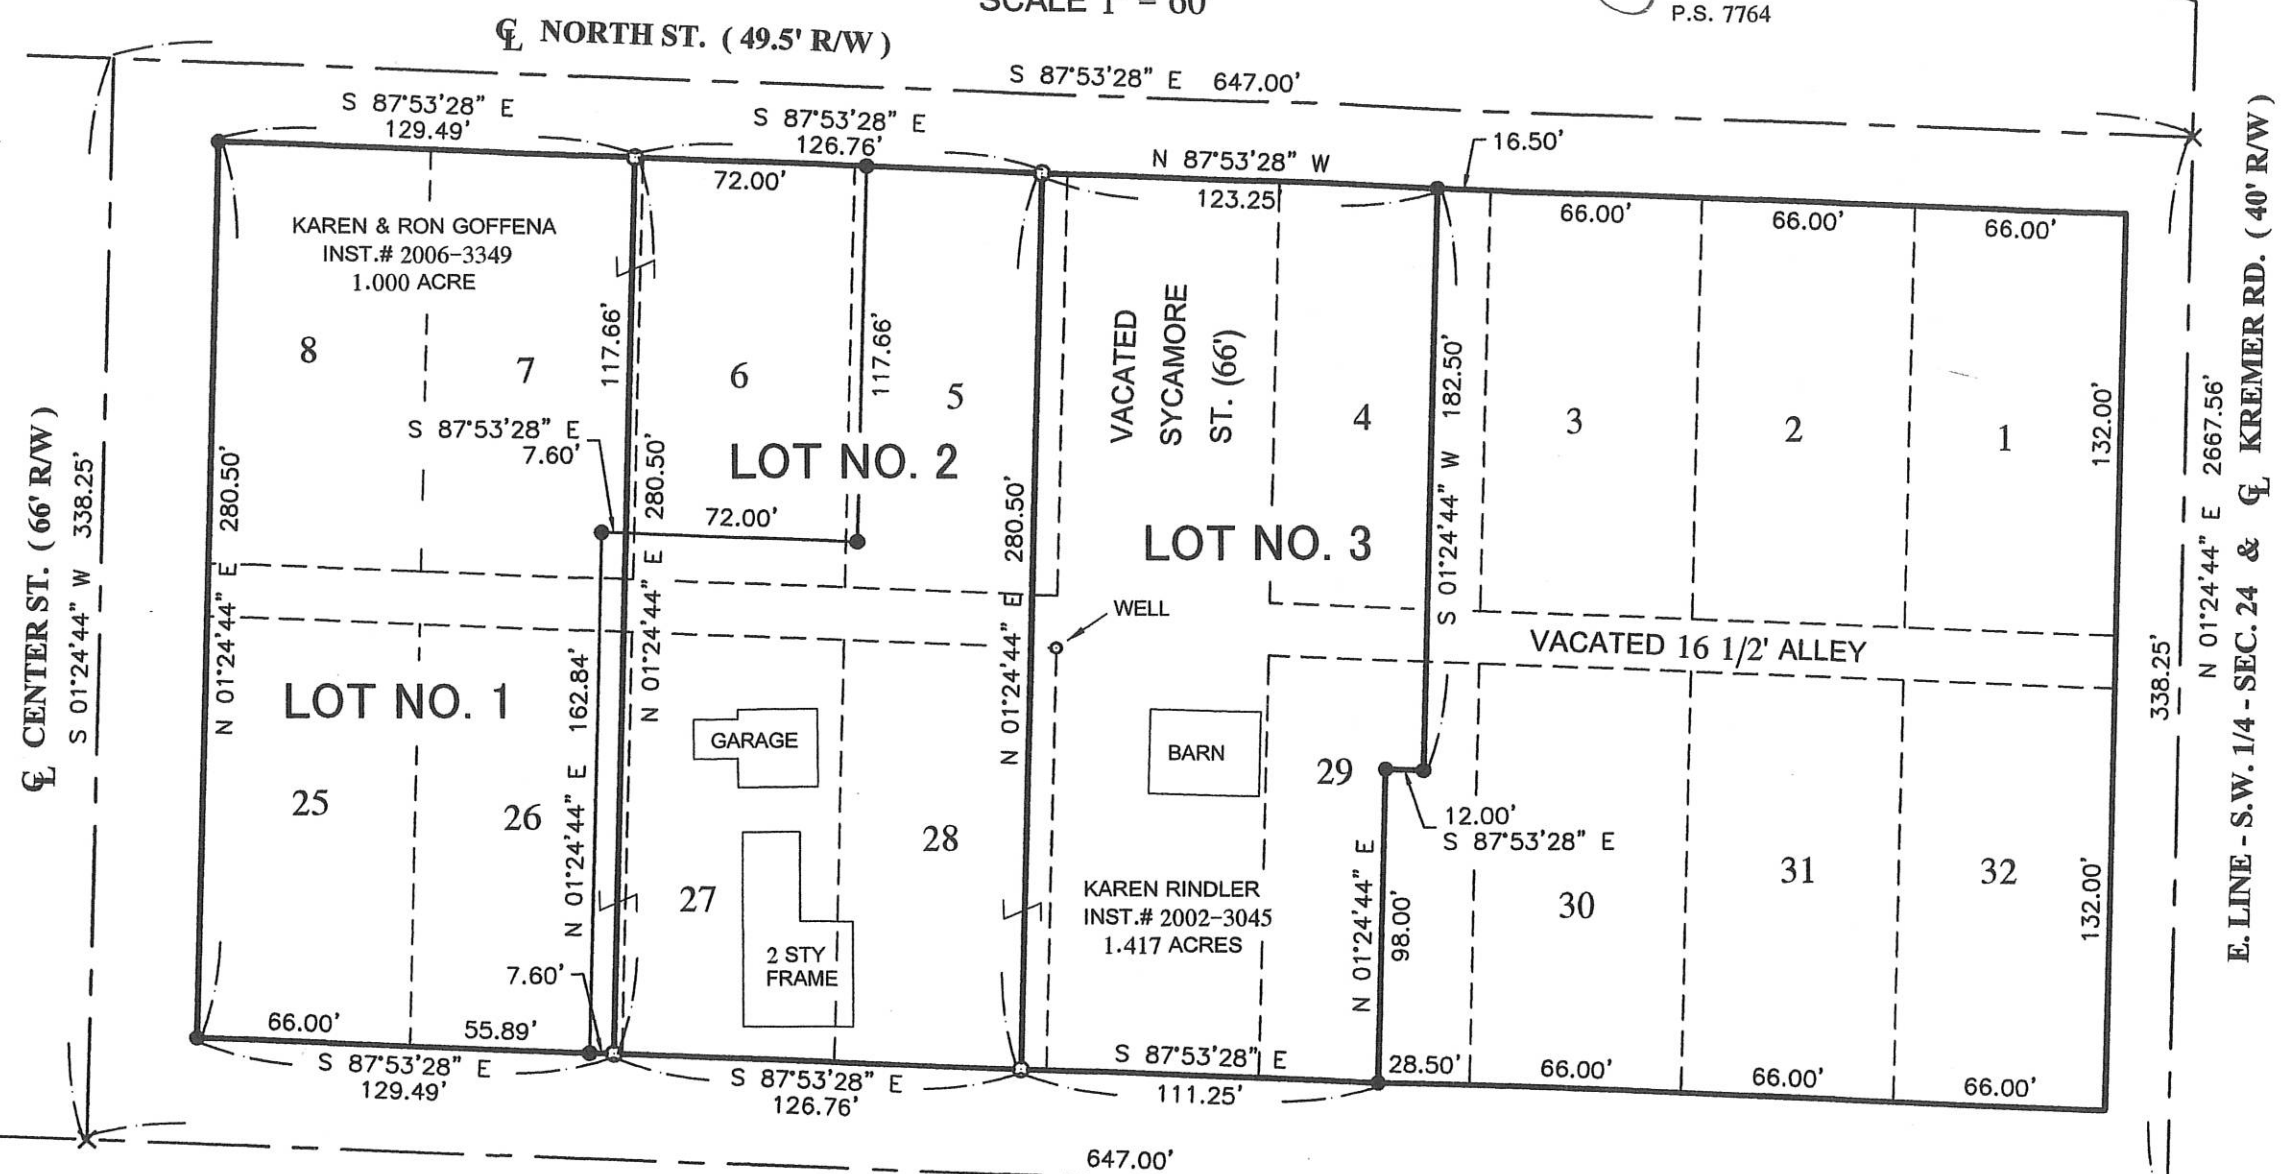 SCALE 1" = 60'
P.S. 7764
℄ NORTH ST. ( 49.5' R/W )
S 87°53'28" E 647.00'
S 87°53'28" E
129.49'
S 87°53'28" E
126.76'
72.00'
N 87°53'28" W
123.25'
16.50'
66.00'
66.00'
66.00'
KAREN & RON GOFFENA
INST.# 2006-3349
1.000 ACRE
8
7
6
5
4
3
2
1
117.66'
117.66'
VACATED
SYCAMORE
ST. (66')
S 01°24'44" W 182.50'
132.00'
S 87°53'28" E
7.60'
LOT NO. 2
72.00'
LOT NO. 3
N 01°24'44" E 280.50'
N 01°24'44" E 280.50'
N 01°24'44" E 280.50'
℄ CENTER ST. ( 66' R/W )
S 01°24'44" W 338.25'
℄ KREMER RD. ( 40' R/W )
E. LINE - S.W. 1/4 - SEC. 24 &
N 01°24'44" E 2667.56'
338.25'
WELL
VACATED 16 1/2' ALLEY
LOT NO. 1
N 01°24'44" E 162.84'
GARAGE
BARN
29
12.00'
S 87°53'28" E
25
26
27
28
30
31
32
2 STY
FRAME
KAREN RINDLER
INST.# 2002-3045
1.417 ACRES
N 01°24'44" E
98.00'
132.00'
7.60'
66.00'
55.89'
S 87°53'28" E
129.49'
S 87°53'28" E
126.76'
S 87°53'28" E
111.25'
28.50'
66.00'
66.00'
66.00'
647.00'